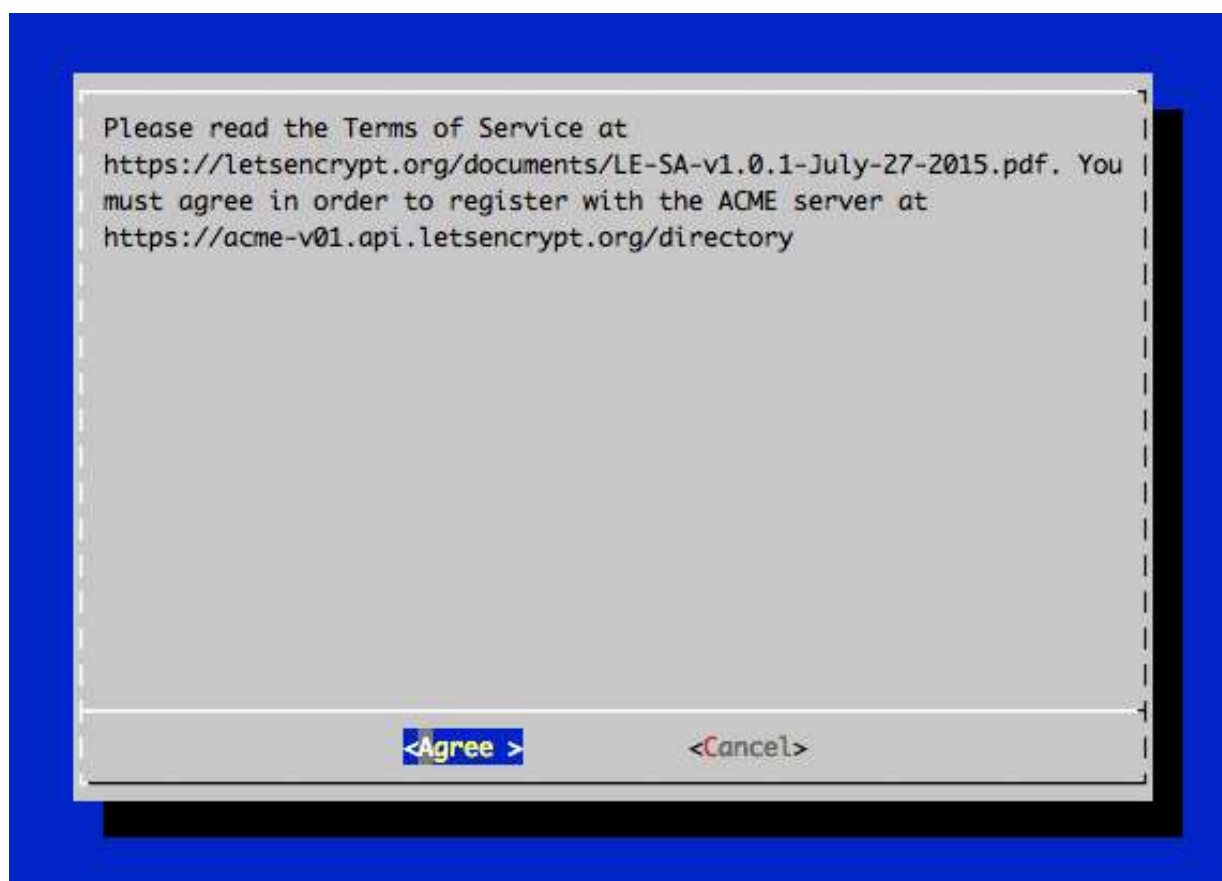 Please read the Terms of Service at
https://letsencrypt.org/documents/LE-SA-v1.0.1-July-27-2015.pdf. You
must agree in order to register with the ACME server at
https://acme-v01.api.letsencrypt.org/directory
<Agree > <Cancel>